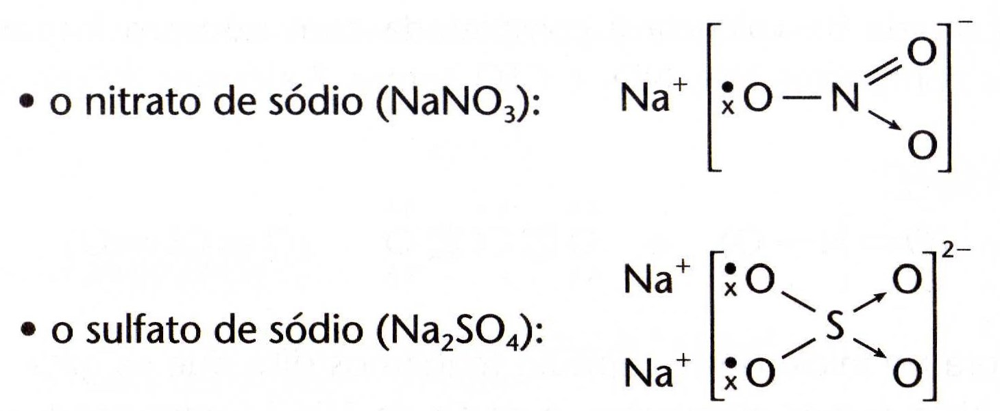 • o nitrato de sódio (NaNO₃): Na⁺ [•x O — N = O → O]⁻
• o sulfato de sódio (Na₂SO₄): Na⁺ Na⁺ [•x O — •x O — S → O → O]²⁻